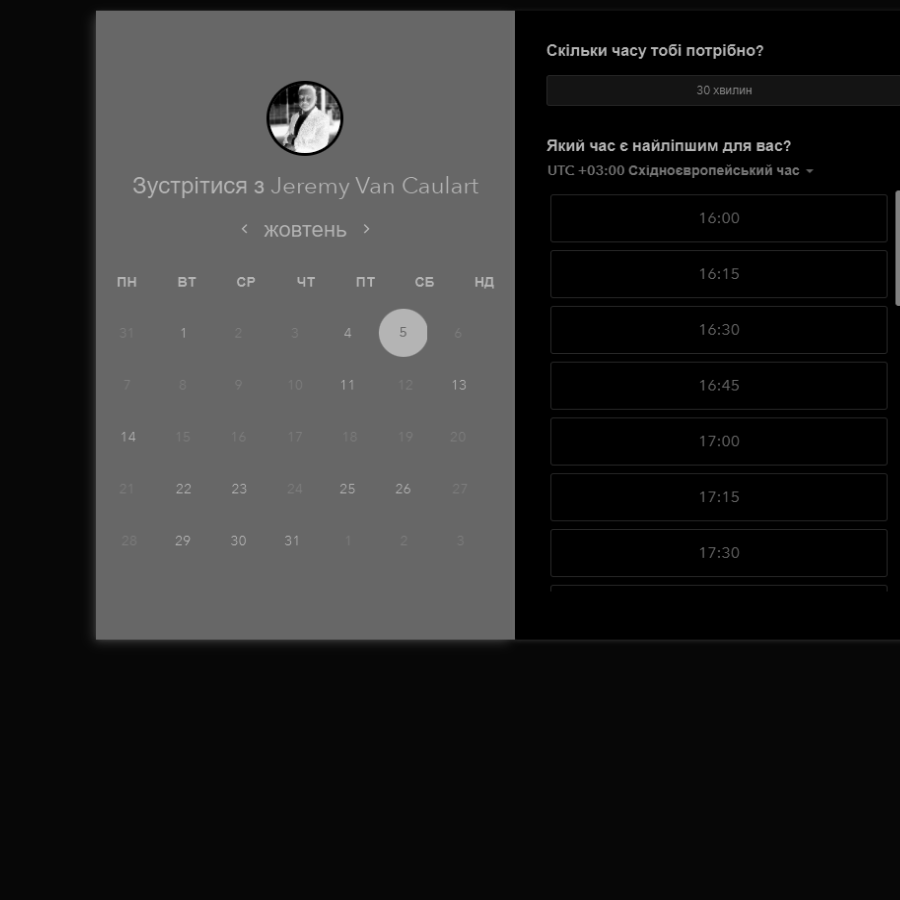 Зустрітися з Jeremy Van Caulart
жовтень
ПН ВТ СР ЧТ ПТ СБ НД
31 1 2 3 4 5 6
7 8 9 10 11 12 13
14 15 16 17 18 19 20
21 22 23 24 25 26 27
28 29 30 31 1 2 3
Скільки часу тобі потрібно?
30 хвилин
Який час є найліпшим для вас?
UTC +03:00 Східноєвропейський час
16:00
16:15
16:30
16:45
17:00
17:15
17:30